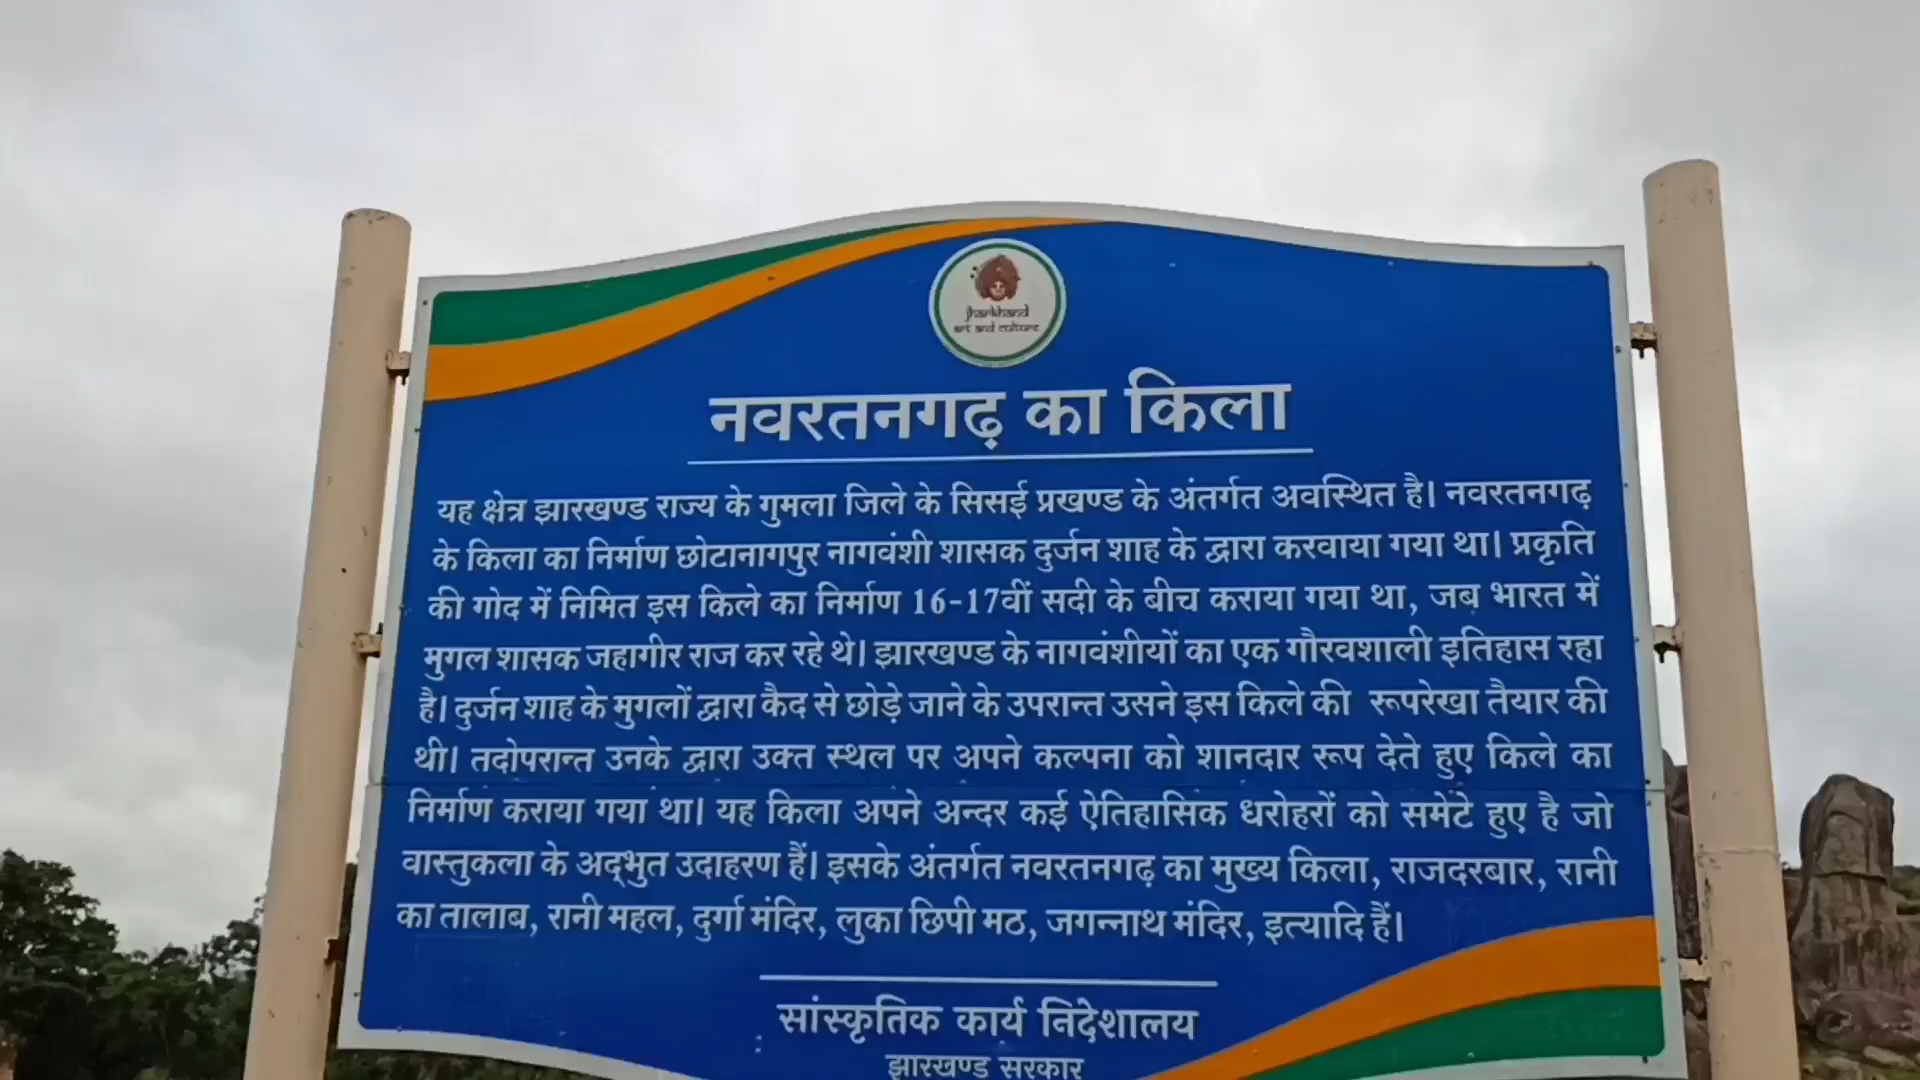 jharkhand
art and culture
नवरतनगढ़ का किला
यह क्षेत्र झारखण्ड राज्य के गुमला जिले के सिसई प्रखण्ड के अंतर्गत अवस्थित है। नवरतनगढ़
के किला का निर्माण छोटानागपुर नागवंशी शासक दुर्जन शाह के द्वारा करवाया गया था। प्रकृति
की गोद में निमित इस किले का निर्माण 16-17वीं सदी के बीच कराया गया था, जब भारत में
मुगल शासक जहागीर राज कर रहे थे। झारखण्ड के नागवंशीयों का एक गौरवशाली इतिहास रहा
है। दुर्जन शाह के मुगलों द्वारा कैद से छोड़े जाने के उपरान्त उसने इस किले की रूपरेखा तैयार की
थी। तदोपरान्त उनके द्वारा उक्त स्थल पर अपने कल्पना को शानदार रूप देते हुए किले का
निर्माण कराया गया था। यह किला अपने अन्दर कई ऐतिहासिक धरोहरों को समेटे हुए है जो
वास्तुकला के अद्भुत उदाहरण हैं। इसके अंतर्गत नवरतनगढ़ का मुख्य किला, राजदरबार, रानी
का तालाब, रानी महल, दुर्गा मंदिर, लुका छिपी मठ, जगन्नाथ मंदिर, इत्यादि हैं।
सांस्कृतिक कार्य निदेशालय
झारखण्ड सरकार